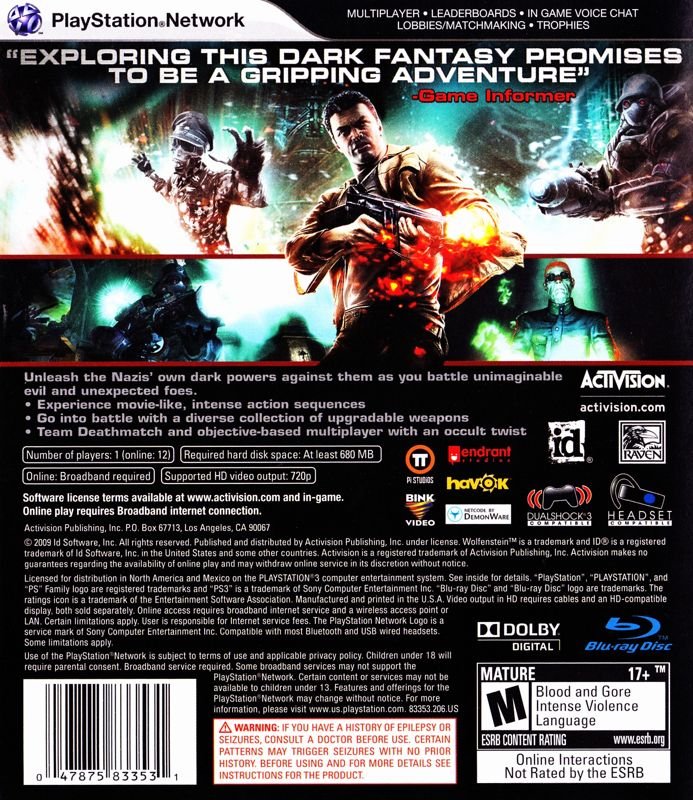 PlayStation®Network
MULTIPLAYER • LEADERBOARDS • IN GAME VOICE CHAT
LOBBIES/MATCHMAKING • TROPHIES
"EXPLORING THIS DARK FANTASY PROMISES
TO BE A GRIPPING ADVENTURE"
-Game Informer
Unleash the Nazis' own dark powers against them as you battle unimaginable
evil and unexpected foes.
• Experience movie-like, intense action sequences
• Go into battle with a diverse collection of upgradable weapons
• Team Deathmatch and objective-based multiplayer with an occult twist
ACTIVISION.
activision.com
Number of players: 1 (online: 12)
Required hard disk space: At least 680 MB
Online: Broadband required
Supported HD video output: 720p
Software license terms available at www.activision.com and in-game.
Online play requires Broadband internet connection.
PI STUDIOS
endrant
studios
id®
RAVEN
BINK
VIDEO
havok
NETCODE BY
DEMONWARE
DUALSHOCK®3
COMPATIBLE
HEADSET
COMPATIBLE
Activision Publishing, Inc. P.O. Box 67713, Los Angeles, CA 90067
© 2009 Id Software, Inc. All rights reserved. Published and distributed by Activision Publishing, Inc. under license. Wolfenstein™ is a trademark and ID® is a registered
trademark of Id Software, Inc. in the United States and some other countries. Activision is a registered trademark of Activision Publishing, Inc. Activision makes no
guarantees regarding the availability of online play and may withdraw online service in its discretion without notice.
Licensed for distribution in North America and Mexico on the PLAYSTATION®3 computer entertainment system. See inside for details. "PlayStation", "PLAYSTATION", and
"PS" Family logo are registered trademarks and "PS3" is a trademark of Sony Computer Entertainment Inc. "Blu-ray Disc" and "Blu-ray Disc" logo are trademarks. The
ratings icon is a trademark of the Entertainment Software Association. Manufactured and printed in the U.S.A. Video output in HD requires cables and an HD-compatible
display, both sold separately. Online access requires broadband internet service and a wireless access point or
LAN. Certain limitations apply. User is responsible for Internet service fees. The PlayStation Network Logo is a
service mark of Sony Computer Entertainment Inc. Compatible with most Bluetooth and USB wired headsets.
Some limitations apply.
Use of the PlayStation®Network is subject to terms of use and applicable privacy policy. Children under 18 will
require parental consent. Broadband service required. Some broadband services may not support the
PlayStation®Network. Certain content or services may not be
available to children under 13. Features and offerings for the
PlayStation®Network may change without notice. For more
information, please visit www.us.playstation.com. 83353.206.US
DOLBY
DIGITAL
Blu-ray Disc™
WARNING: IF YOU HAVE A HISTORY OF EPILEPSY OR
SEIZURES, CONSULT A DOCTOR BEFORE USE. CERTAIN
PATTERNS MAY TRIGGER SEIZURES WITH NO PRIOR
HISTORY. BEFORE USING AND FOR MORE DETAILS SEE
INSTRUCTIONS FOR THE PRODUCT.
0 47875 83353 1
MATURE 17+ ™
M
Blood and Gore
Intense Violence
Language
ESRB CONTENT RATING www.esrb.org
Online Interactions
Not Rated by the ESRB